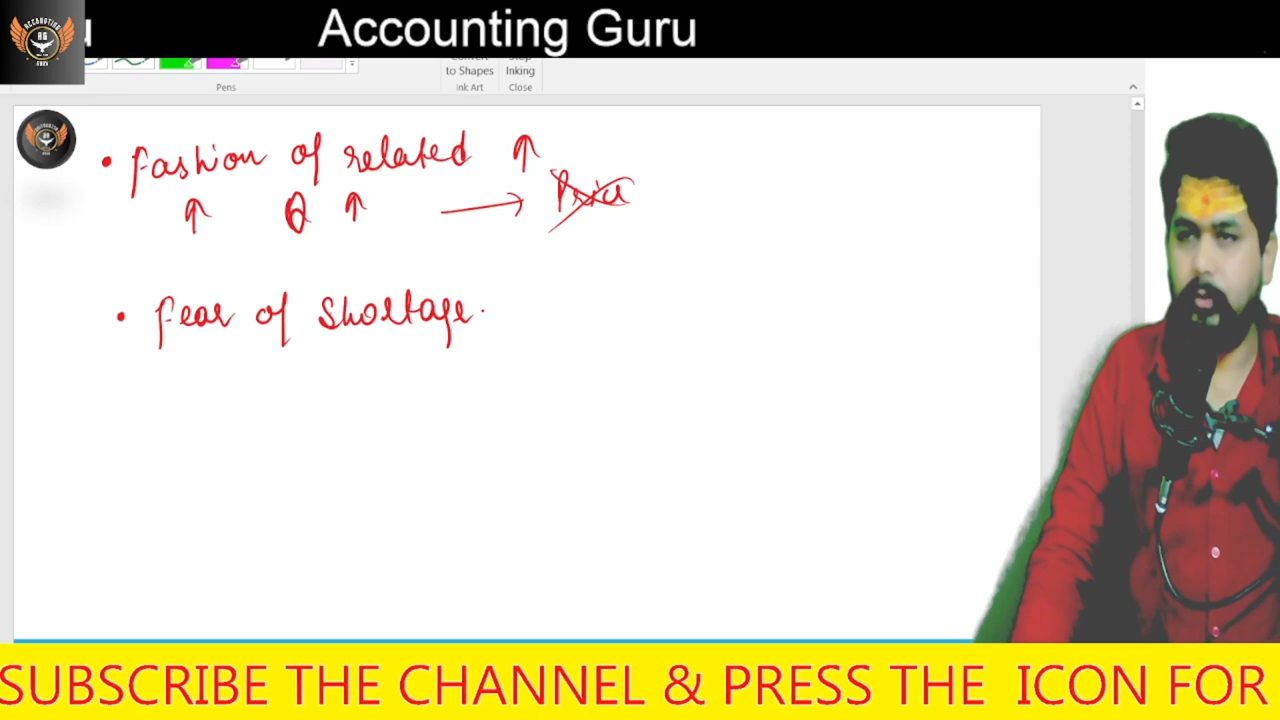 Accounting Guru
Convert
to Shapes
Stop
Inking
Pens
Ink Art
Close
• Fashion of related ↑
↑ Q ↑ → Price
• Fear of Shortage.
SUBSCRIBE THE CHANNEL & PRESS THE ICON FOR